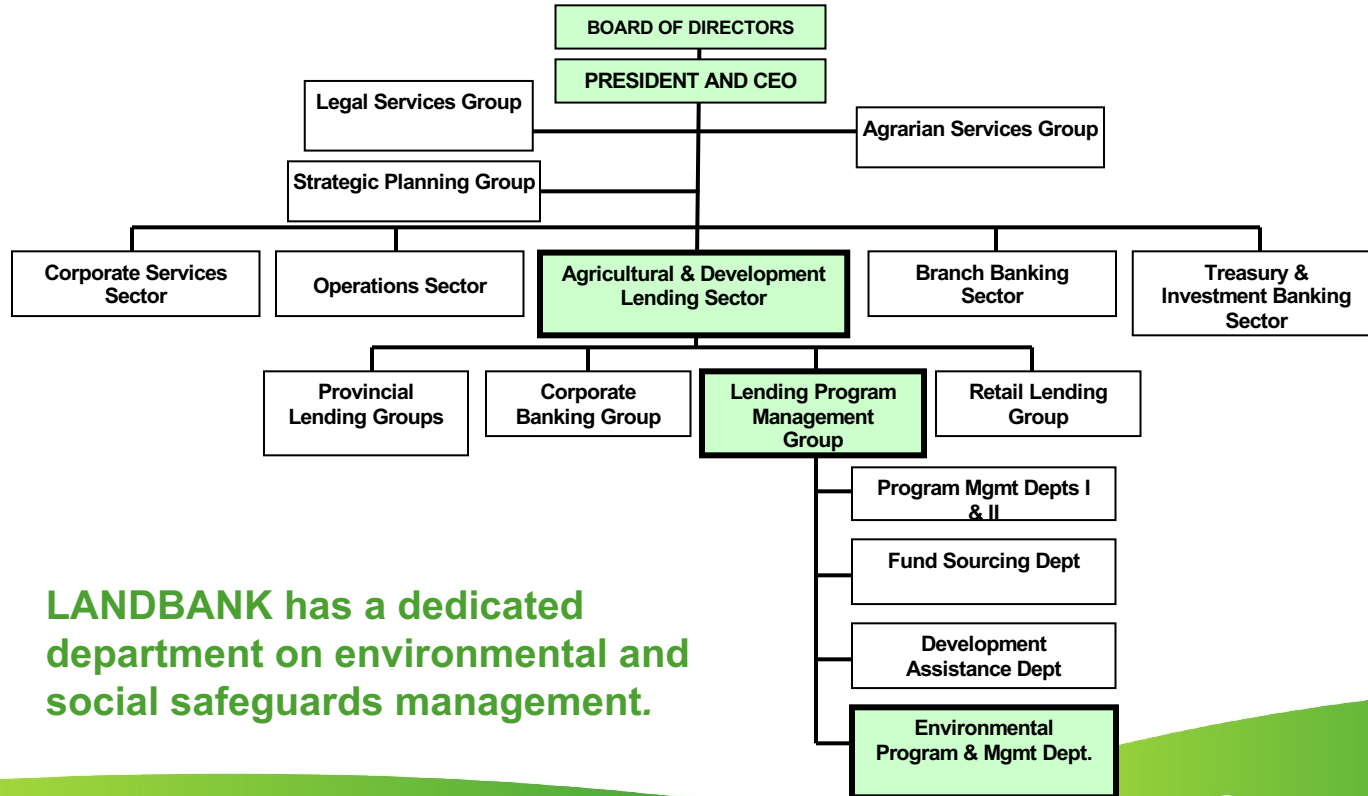 BOARD OF DIRECTORS
PRESIDENT AND CEO
Legal Services Group
Agrarian Services Group
Strategic Planning Group
Corporate Services
Sector
Operations Sector
Agricultural & Development
Lending Sector
Branch Banking
Sector
Treasury &
Investment Banking
Sector
Provincial
Lending Groups
Corporate
Banking Group
Lending Program
Management
Group
Retail Lending
Group
Program Mgmt Depts I
& II
Fund Sourcing Dept
Development
Assistance Dept
Environmental
Program & Mgmt Dept.
LANDBANK has a dedicated
department on environmental and
social safeguards management.